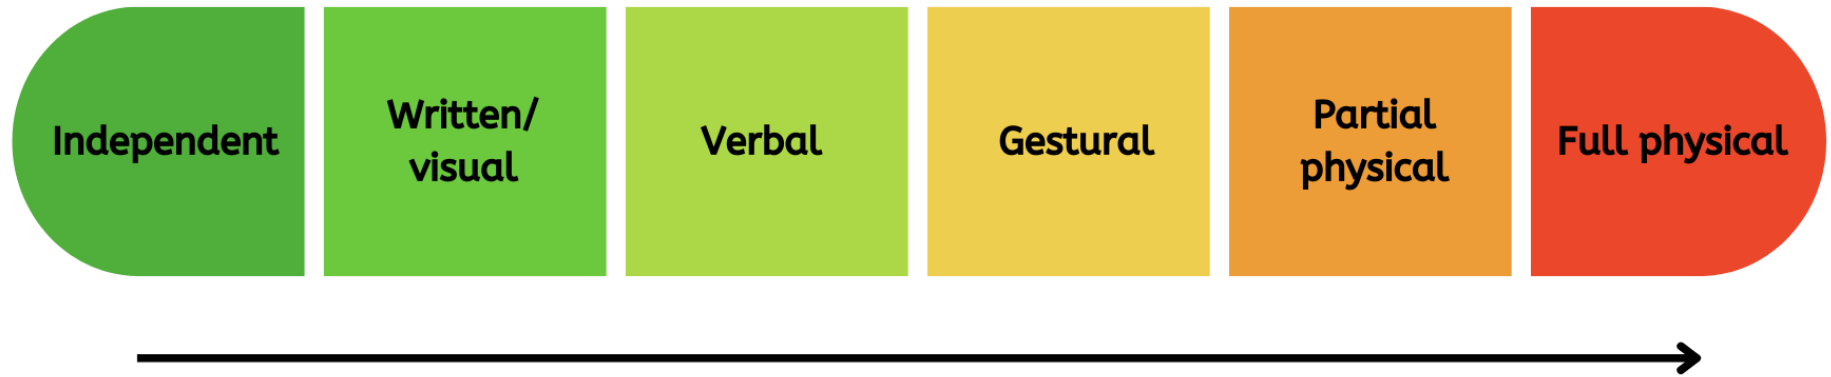 Independent
Written/
visual
Verbal
Gestural
Partial
physical
Full physical